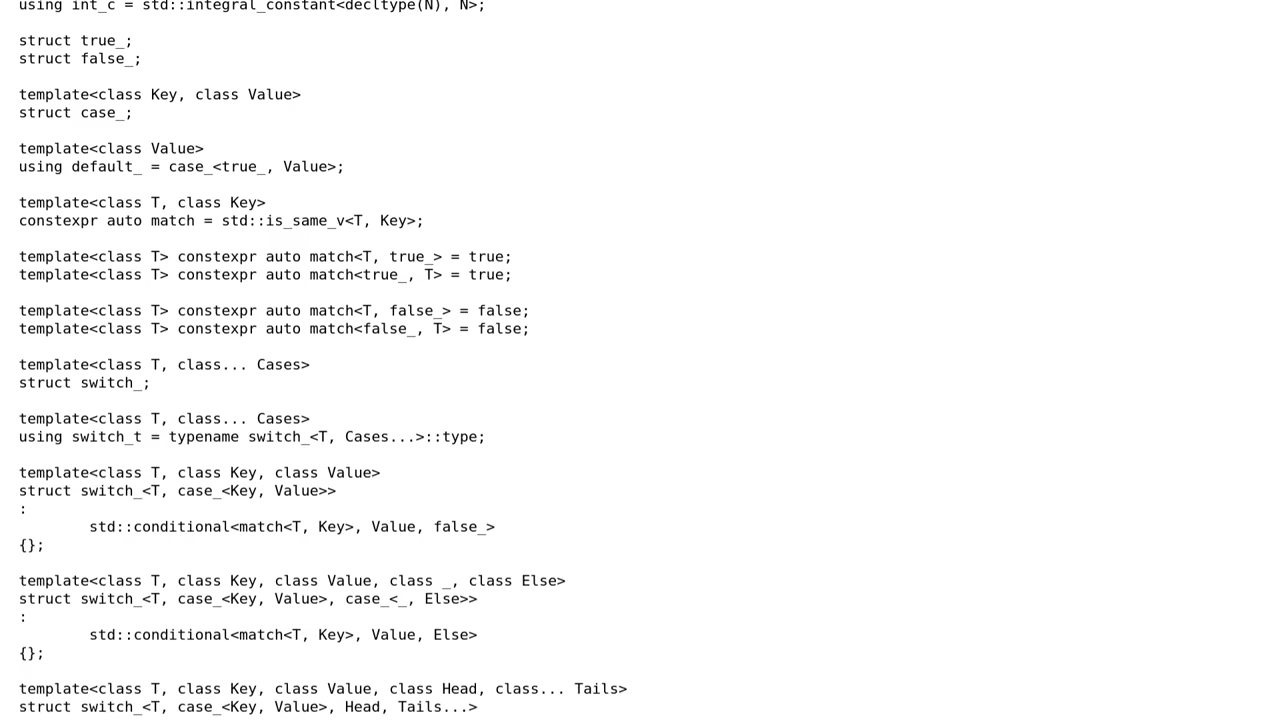 using int_c = std::integral_constant<decltype(N), N>;

struct true_;
struct false_;

template<class Key, class Value>
struct case_;

template<class Value>
using default_ = case_<true_, Value>;

template<class T, class Key>
constexpr auto match = std::is_same_v<T, Key>;

template<class T> constexpr auto match<T, true_> = true;
template<class T> constexpr auto match<true_, T> = true;

template<class T> constexpr auto match<T, false_> = false;
template<class T> constexpr auto match<false_, T> = false;

template<class T, class... Cases>
struct switch_;

template<class T, class... Cases>
using switch_t = typename switch_<T, Cases...>::type;

template<class T, class Key, class Value>
struct switch_<T, case_<Key, Value>>
:
        std::conditional<match<T, Key>, Value, false_>
{};

template<class T, class Key, class Value, class _, class Else>
struct switch_<T, case_<Key, Value>, case_<_, Else>>
:
        std::conditional<match<T, Key>, Value, Else>
{};

template<class T, class Key, class Value, class Head, class... Tails>
struct switch_<T, case_<Key, Value>, Head, Tails...>